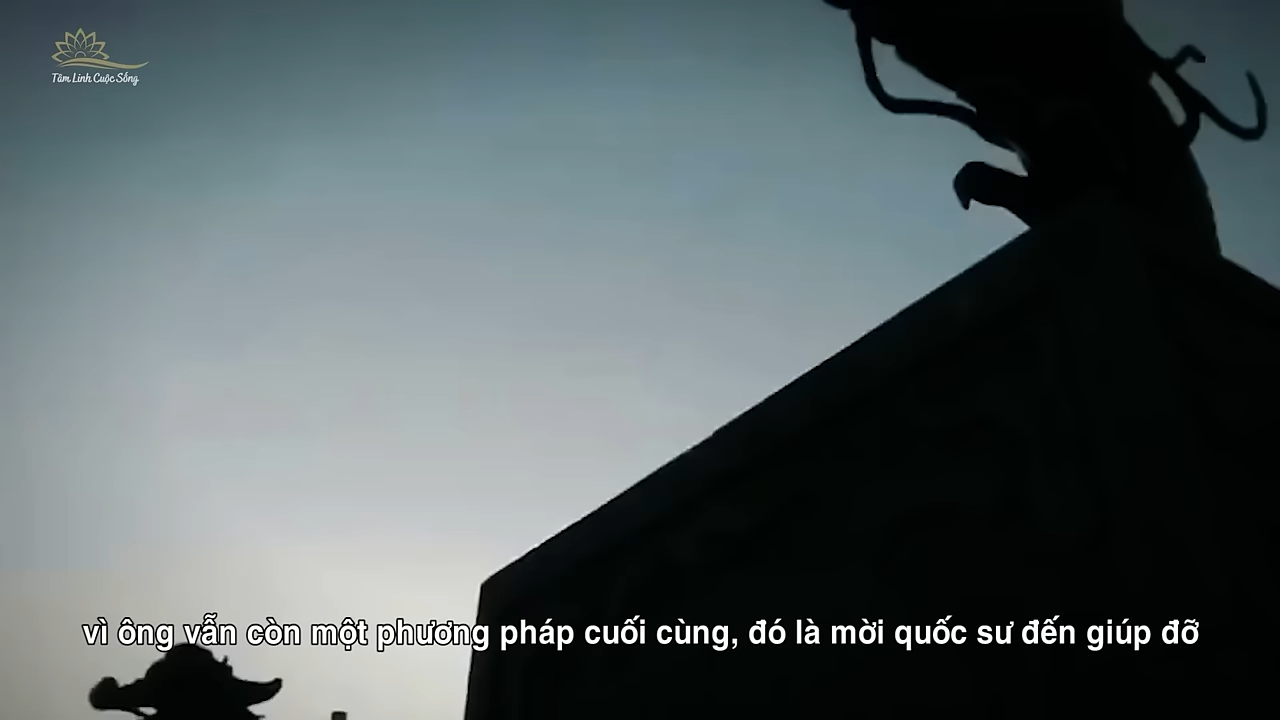 Tâm Linh Cuộc Sống
vì ông vẫn còn một phương pháp cuối cùng, đó là mời quốc sư đến giúp đỡ